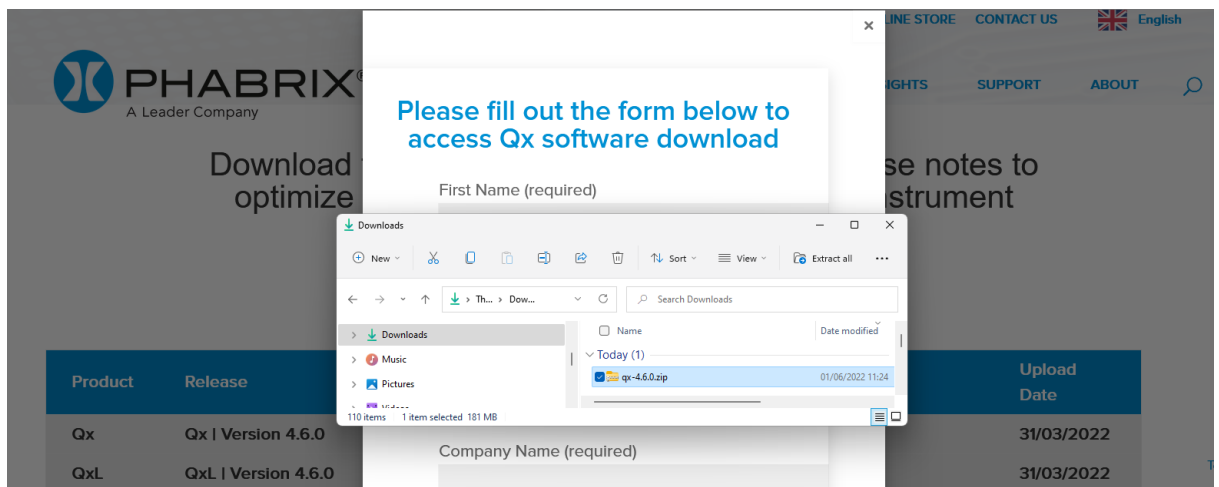 LINE STORE CONTACT US English
PHABRIX®
A Leader Company
IGHTS SUPPORT ABOUT
×
Please fill out the form below to
access Qx software download
Download
se notes to
optimize
strument
First Name (required)
Downloads
New Sort View Extract all ...
Th... › Dow... Search Downloads
Downloads
Music
Pictures
Name Date modified
Today (1)
qx-4.6.0.zip 01/06/2022 11:24
110 items 1 item selected 181 MB
Product Release Upload
Date
Qx Qx | Version 4.6.0 31/03/2022
Company Name (required)
QxL QxL | Version 4.6.0 31/03/2022